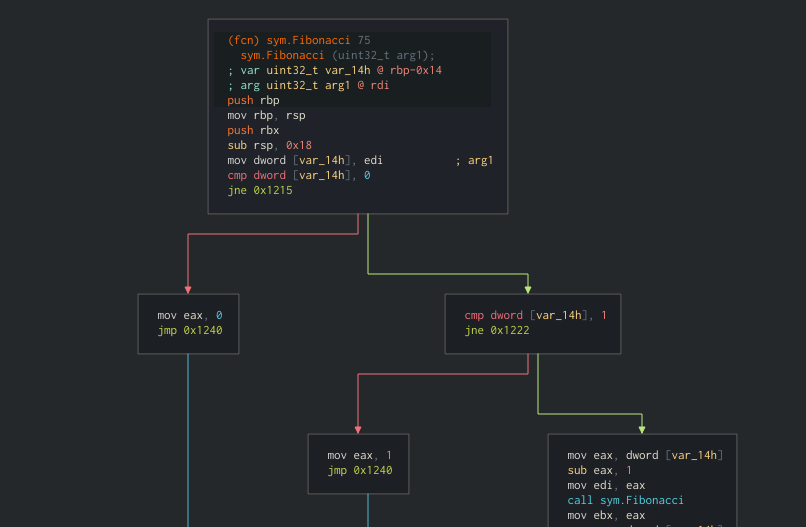 (fcn) sym.Fibonacci 75
sym.Fibonacci (uint32_t arg1);
; var uint32_t var_14h @ rbp-0x14
; arg uint32_t arg1 @ rdi
push rbp
mov rbp, rsp
push rbx
sub rsp, 0x18
mov dword [var_14h], edi ; arg1
cmp dword [var_14h], 0
jne 0x1215
mov eax, 0
jmp 0x1240
cmp dword [var_14h], 1
jne 0x1222
mov eax, 1
jmp 0x1240
mov eax, dword [var_14h]
sub eax, 1
mov edi, eax
call sym.Fibonacci
mov ebx, eax